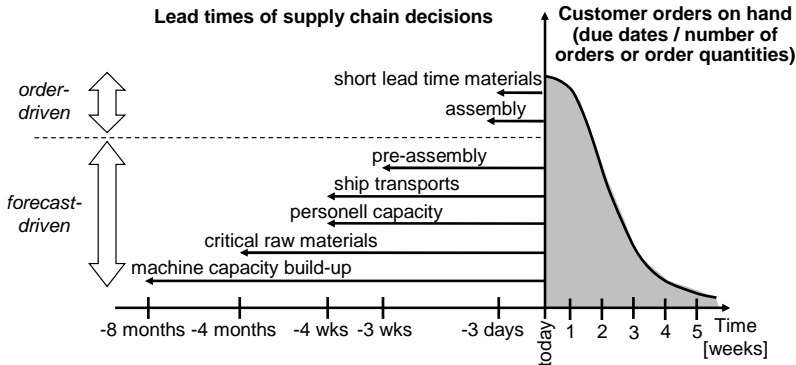 Lead times of supply chain decisions
Customer orders on hand
(due dates / number of
orders or order quantities)
order-
driven
short lead time materials
assembly
forecast-
driven
pre-assembly
ship transports
personell capacity
critical raw materials
machine capacity build-up
-8 months
-4 months
-4 wks
-3 wks
-3 days
today
1
2
3
4
5
Time
[weeks]